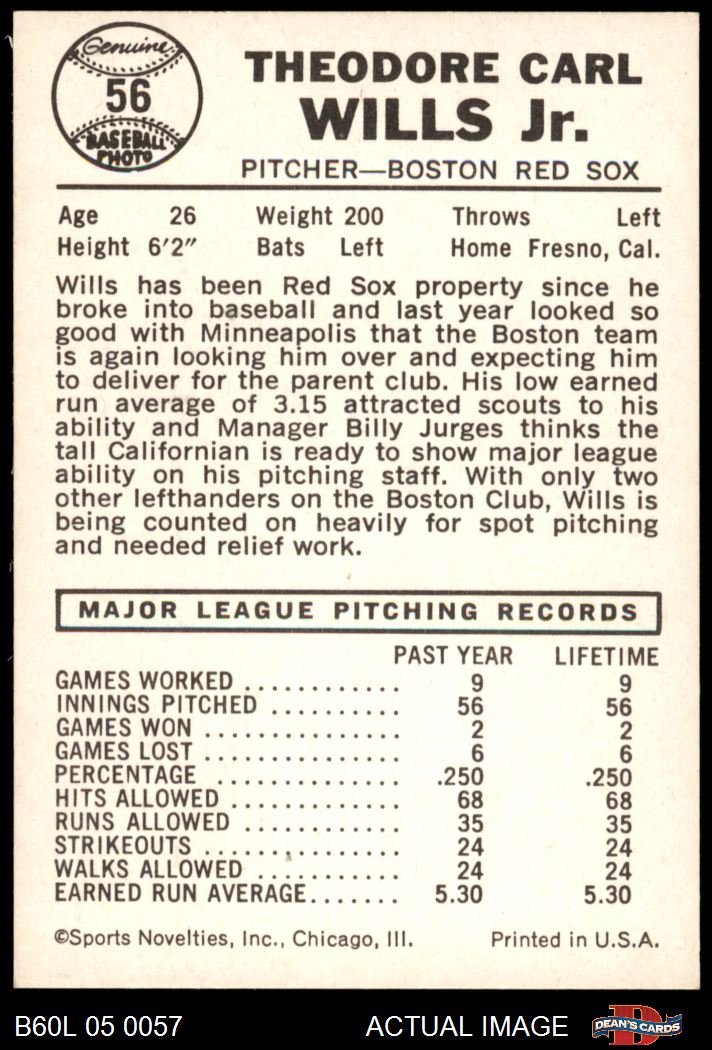 Genuine
56
BASEBALL
PHOTO
THEODORE CARL
WILLS Jr.
PITCHER—BOSTON RED SOX
Age 26 Weight 200 Throws Left
Height 6'2" Bats Left Home Fresno, Cal.
Wills has been Red Sox property since he
broke into baseball and last year looked so
good with Minneapolis that the Boston team
is again looking him over and expecting him
to deliver for the parent club. His low earned
run average of 3.15 attracted scouts to his
ability and Manager Billy Jurges thinks the
tall Californian is ready to show major league
ability on his pitching staff. With only two
other lefthanders on the Boston Club, Wills is
being counted on heavily for spot pitching
and needed relief work.
MAJOR LEAGUE PITCHING RECORDS
PAST YEAR LIFETIME
GAMES WORKED ............ 9 9
INNINGS PITCHED .......... 56 56
GAMES WON ............... 2 2
GAMES LOST ............... 6 6
PERCENTAGE .............. .250 .250
HITS ALLOWED ............. 68 68
RUNS ALLOWED ............ 35 35
STRIKEOUTS ............... 24 24
WALKS ALLOWED ............ 24 24
EARNED RUN AVERAGE....... 5.30 5.30
©Sports Novelties, Inc., Chicago, Ill. Printed in U.S.A.
B60L 05 0057 ACTUAL IMAGE D DEAN'S CARDS